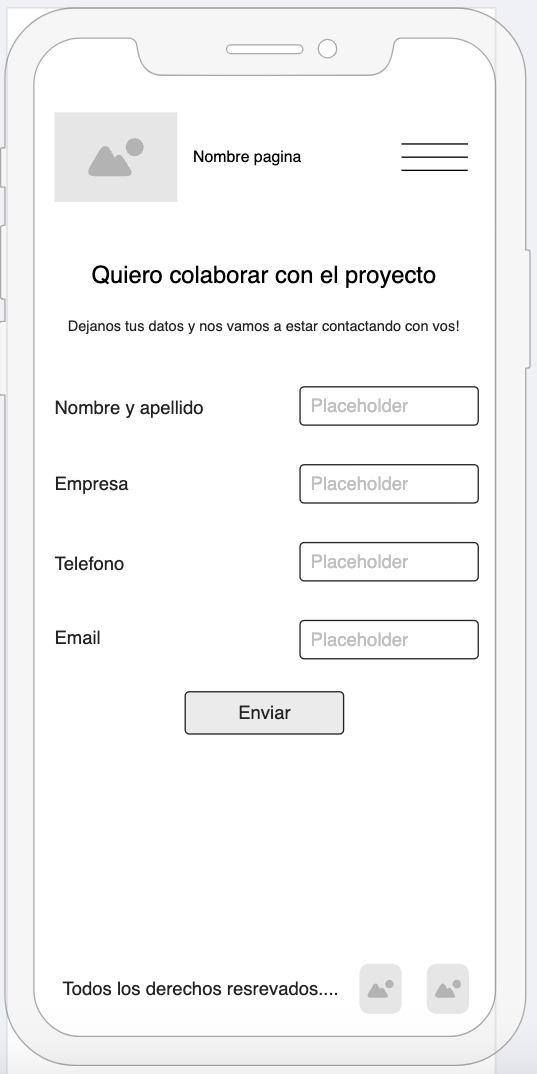 Nombre pagina
Quiero colaborar con el proyecto
Dejanos tus datos y nos vamos a estar contactando con vos!
Nombre y apellido
Placeholder
Empresa
Placeholder
Telefono
Placeholder
Email
Placeholder
Enviar
Todos los derechos resrevados....